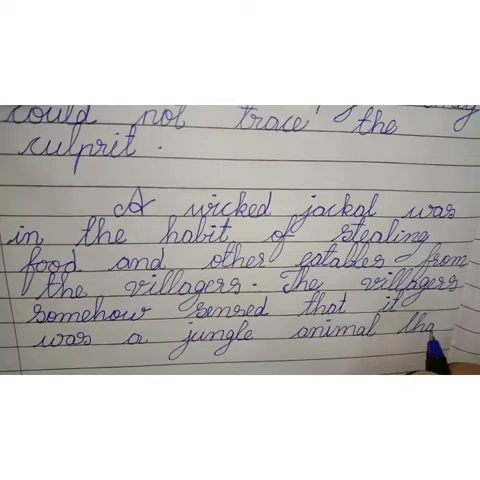 could not trace the
culprit.
A wicked jackal was
in the habit of stealing
food and other eatables from
the villagers. The villagers
somehow sensed that it
was a jungle animal tha